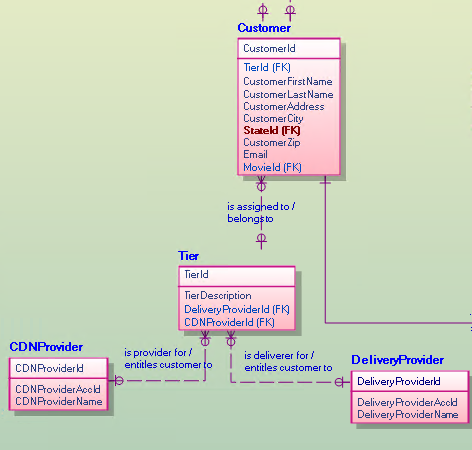 Customer
CustomerId
TierId (FK)
CustomerFirstName
CustomerLastName
CustomerAddress
CustomerCity
StateId (FK)
CustomerZip
Email
MovieId (FK)
is assigned to /
belongs to
Tier
TierId
TierDescription
DeliveryProviderId (FK)
CDNProviderId (FK)
CDNProvider
CDNProviderId
CDNProviderAccId
CDNProviderName
is provider for /
entitles customer to
is deliverer for /
entitles customer to
DeliveryProvider
DeliveryProviderId
DeliveryProviderAccId
DeliveryProviderName